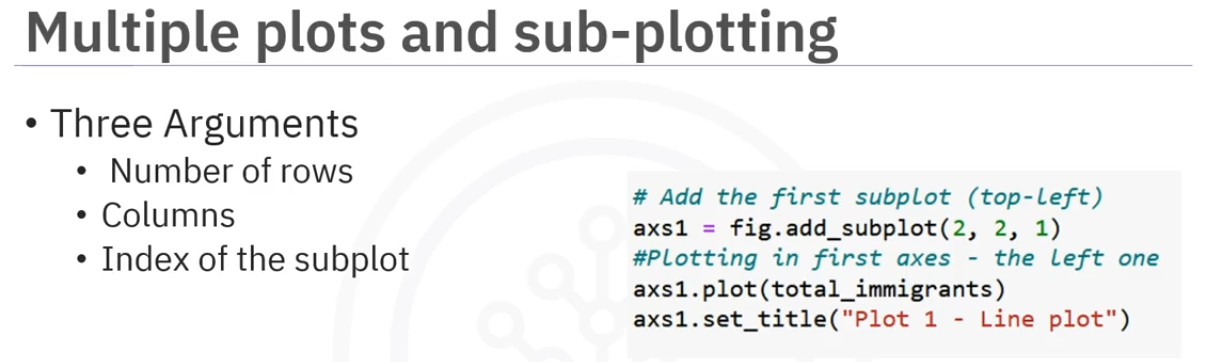 Multiple plots and sub-plotting
• Three Arguments
• Number of rows
• Columns
• Index of the subplot
# Add the first subplot (top-left)
axs1 = fig.add_subplot(2, 2, 1)
#Plotting in first axes - the left one
axs1.plot(total_immigrants)
axs1.set_title("Plot 1 - Line plot")